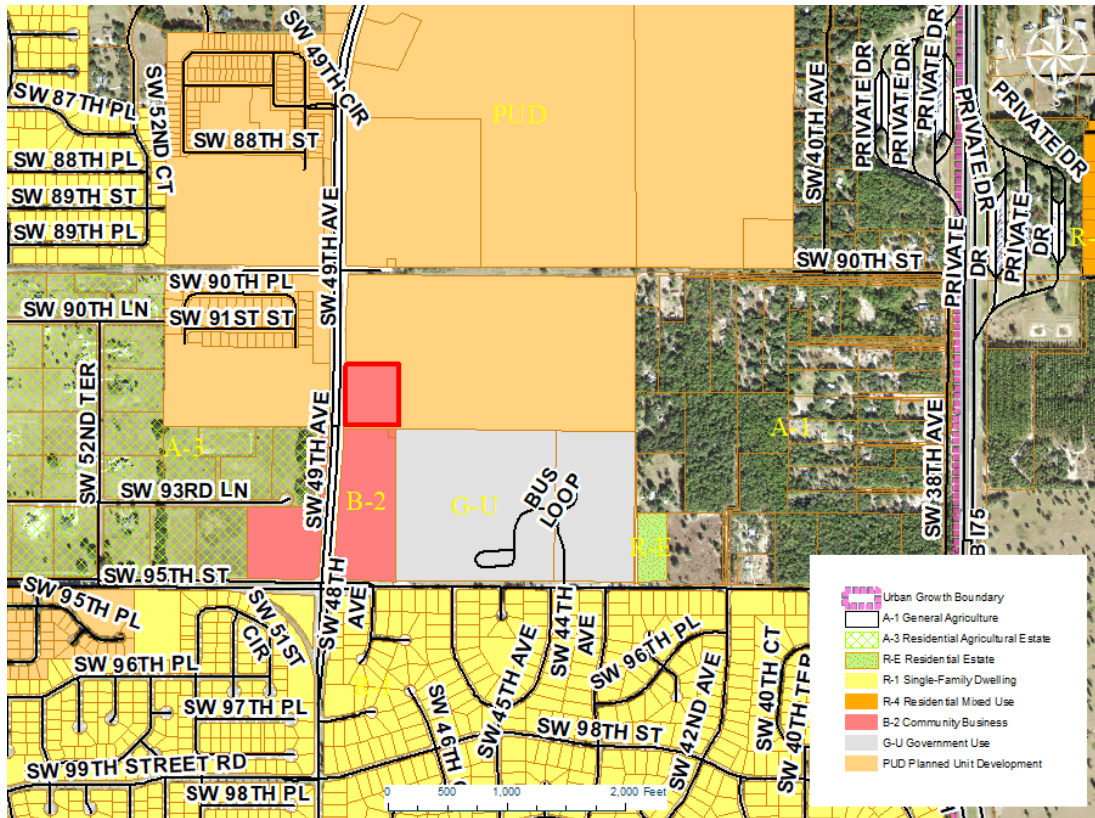 SW 49TH CIR
SW 52ND CT
SW 87TH PL
SW 88TH ST
SW 88TH PL
SW 89TH ST
SW 89TH PL
PUD
SW 40TH AVE
PRIVATE DR
PRIVATE DR
PRIVATE DR
PRIVATE DR
PRIVATE DR
PRIVATE DR
PRIVATE DR
R-
SW 49TH AVE
SW 90TH ST
SW 90TH PL
SW 90TH LN
SW 91ST ST
SW 52ND TER
A-3
SW 49TH AVE
A-1
SW 38TH AVE
SW 93RD LN
B-2
G-U
BUS LOOP
R-E
B I75
SW 95TH ST
SW 48TH AVE
SW 95TH PL
SW 51ST CIR
SW 44TH AVE
SW 45TH AVE
SW 96TH PL
SW 96TH PL
SW 42ND AVE
SW 40TH CT
SW 40TH TER
R-1
SW 97TH PL
SW 46TH
SW 98TH ST
SW 99TH STREET RD
SW 98TH PL
0 500 1,000 2,000 Feet
Urban Growth Boundary
A-1 General Agriculture
A-3 Residential Agricultural Estate
R-E Residential Estate
R-1 Single-Family Dwelling
R-4 Residential Mixed Use
B-2 Community Business
G-U Government Use
PUD Planned Unit Development